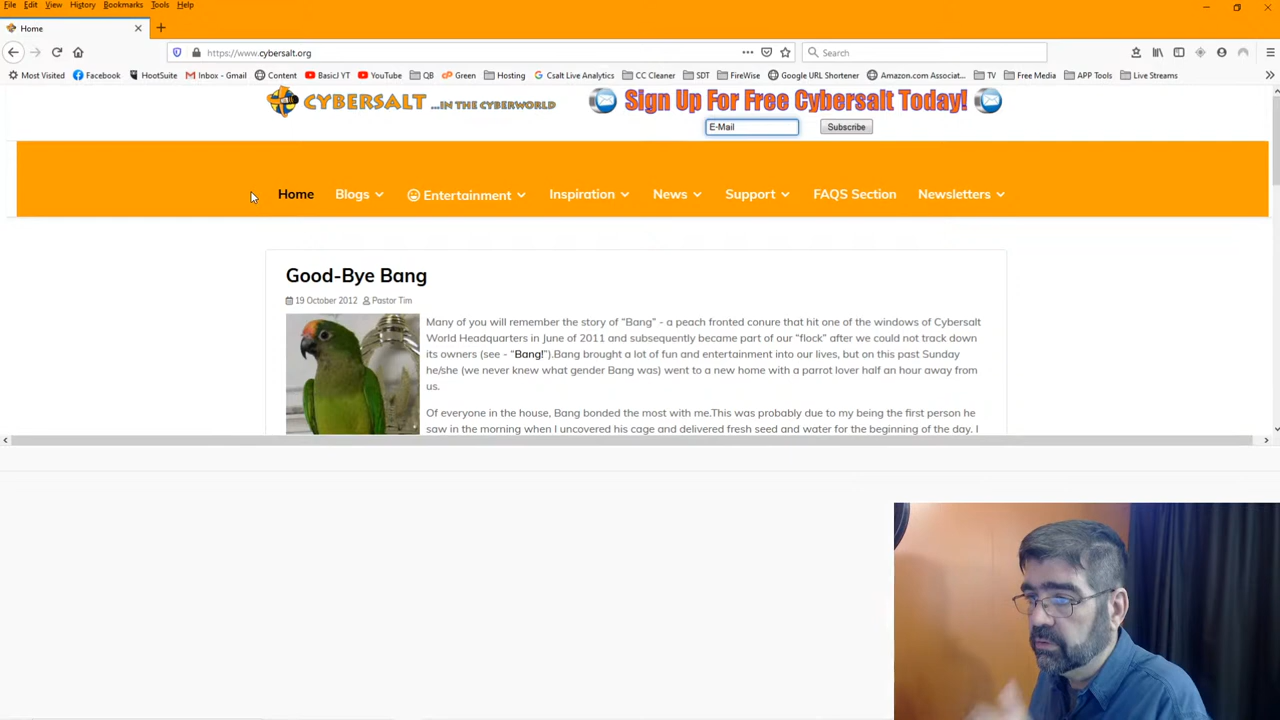 File Edit View History Bookmarks Tools Help
Home
https://www.cybersalt.org
Search
Most Visited Facebook HootSuite Inbox - Gmail Content BasicJ YT YouTube QB Green Hosting Csalt Live Analytics CC Cleaner SDT FireWise Google URL Shortener Amazon.com Associat... TV Free Media APP Tools Live Streams
CYBERSALT ...IN THE CYBERWORLD
Sign Up For Free Cybersalt Today!
E-Mail Subscribe
Home Blogs Entertainment Inspiration News Support FAQS Section Newsletters
Good-Bye Bang
19 October 2012 Pastor Tim
Many of you will remember the story of "Bang" - a peach fronted conure that hit one of the windows of Cybersalt
World Headquarters in June of 2011 and subsequently became part of our "flock" after we could not track down
its owners (see - "Bang!").Bang brought a lot of fun and entertainment into our lives, but on this past Sunday
he/she (we never knew what gender Bang was) went to a new home with a parrot lover half an hour away from
us.
Of everyone in the house, Bang bonded the most with me.This was probably due to my being the first person he
saw in the morning when I uncovered his cage and delivered fresh seed and water for the beginning of the day. I